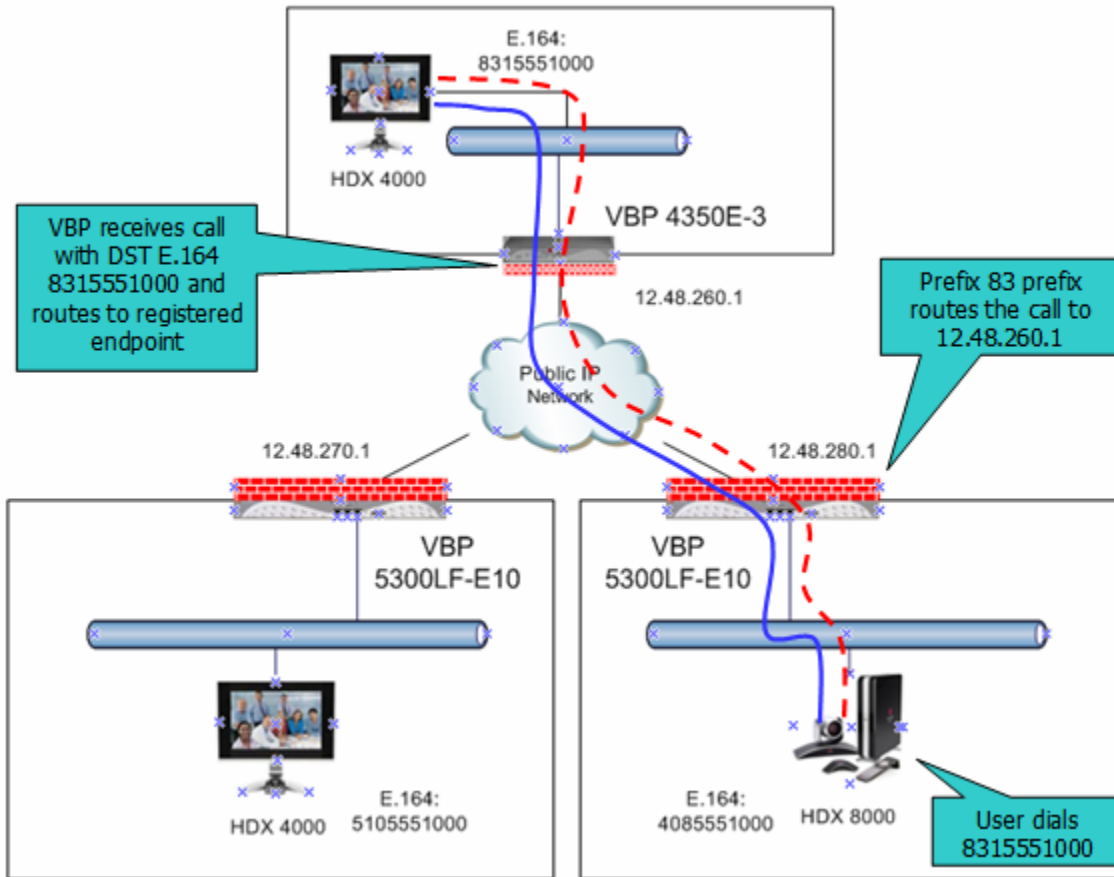 E.164:
8315551000
HDX 4000
VBP 4350E-3
VBP receives call
with DST E.164
8315551000 and
routes to registered
endpoint
12.48.260.1
Prefix 83 prefix
routes the call to
12.48.260.1
Public IP
Network
12.48.270.1
12.48.280.1
VBP
5300LF-E10
VBP
5300LF-E10
HDX 4000
E.164:
5105551000
E.164:
4085551000
HDX 8000
User dials
8315551000